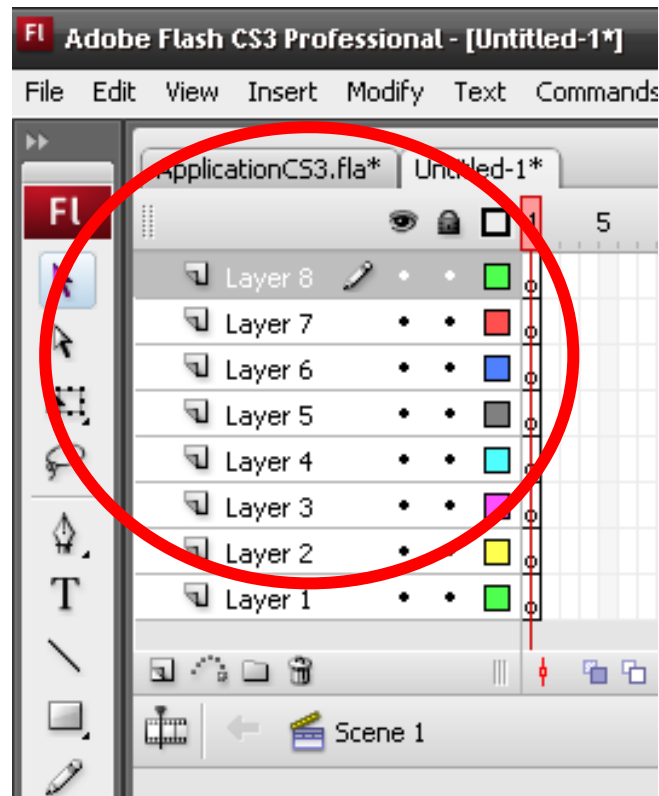 Fl Adobe Flash CS3 Professional - [Untitled-1*]
File Edit View Insert Modify Text Commands
ApplicationCS3.fla* Untitled-1*
Fl
1 5
Layer 8
Layer 7
Layer 6
Layer 5
Layer 4
Layer 3
Layer 2
Layer 1
T
Scene 1